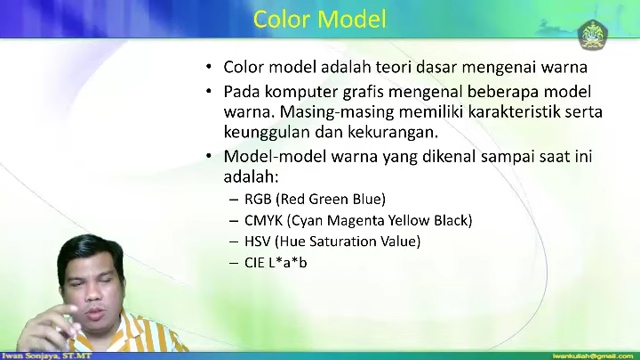 Color Model
• Color model adalah teori dasar mengenai warna
• Pada komputer grafis mengenal beberapa model
warna. Masing-masing memiliki karakteristik serta
keunggulan dan kekurangan.
• Model-model warna yang dikenal sampai saat ini
adalah:
– RGB (Red Green Blue)
– CMYK (Cyan Magenta Yellow Black)
– HSV (Hue Saturation Value)
– CIE L*a*b
Iwan Sonjaya, ST.MT
iwankuliah@gmail.com